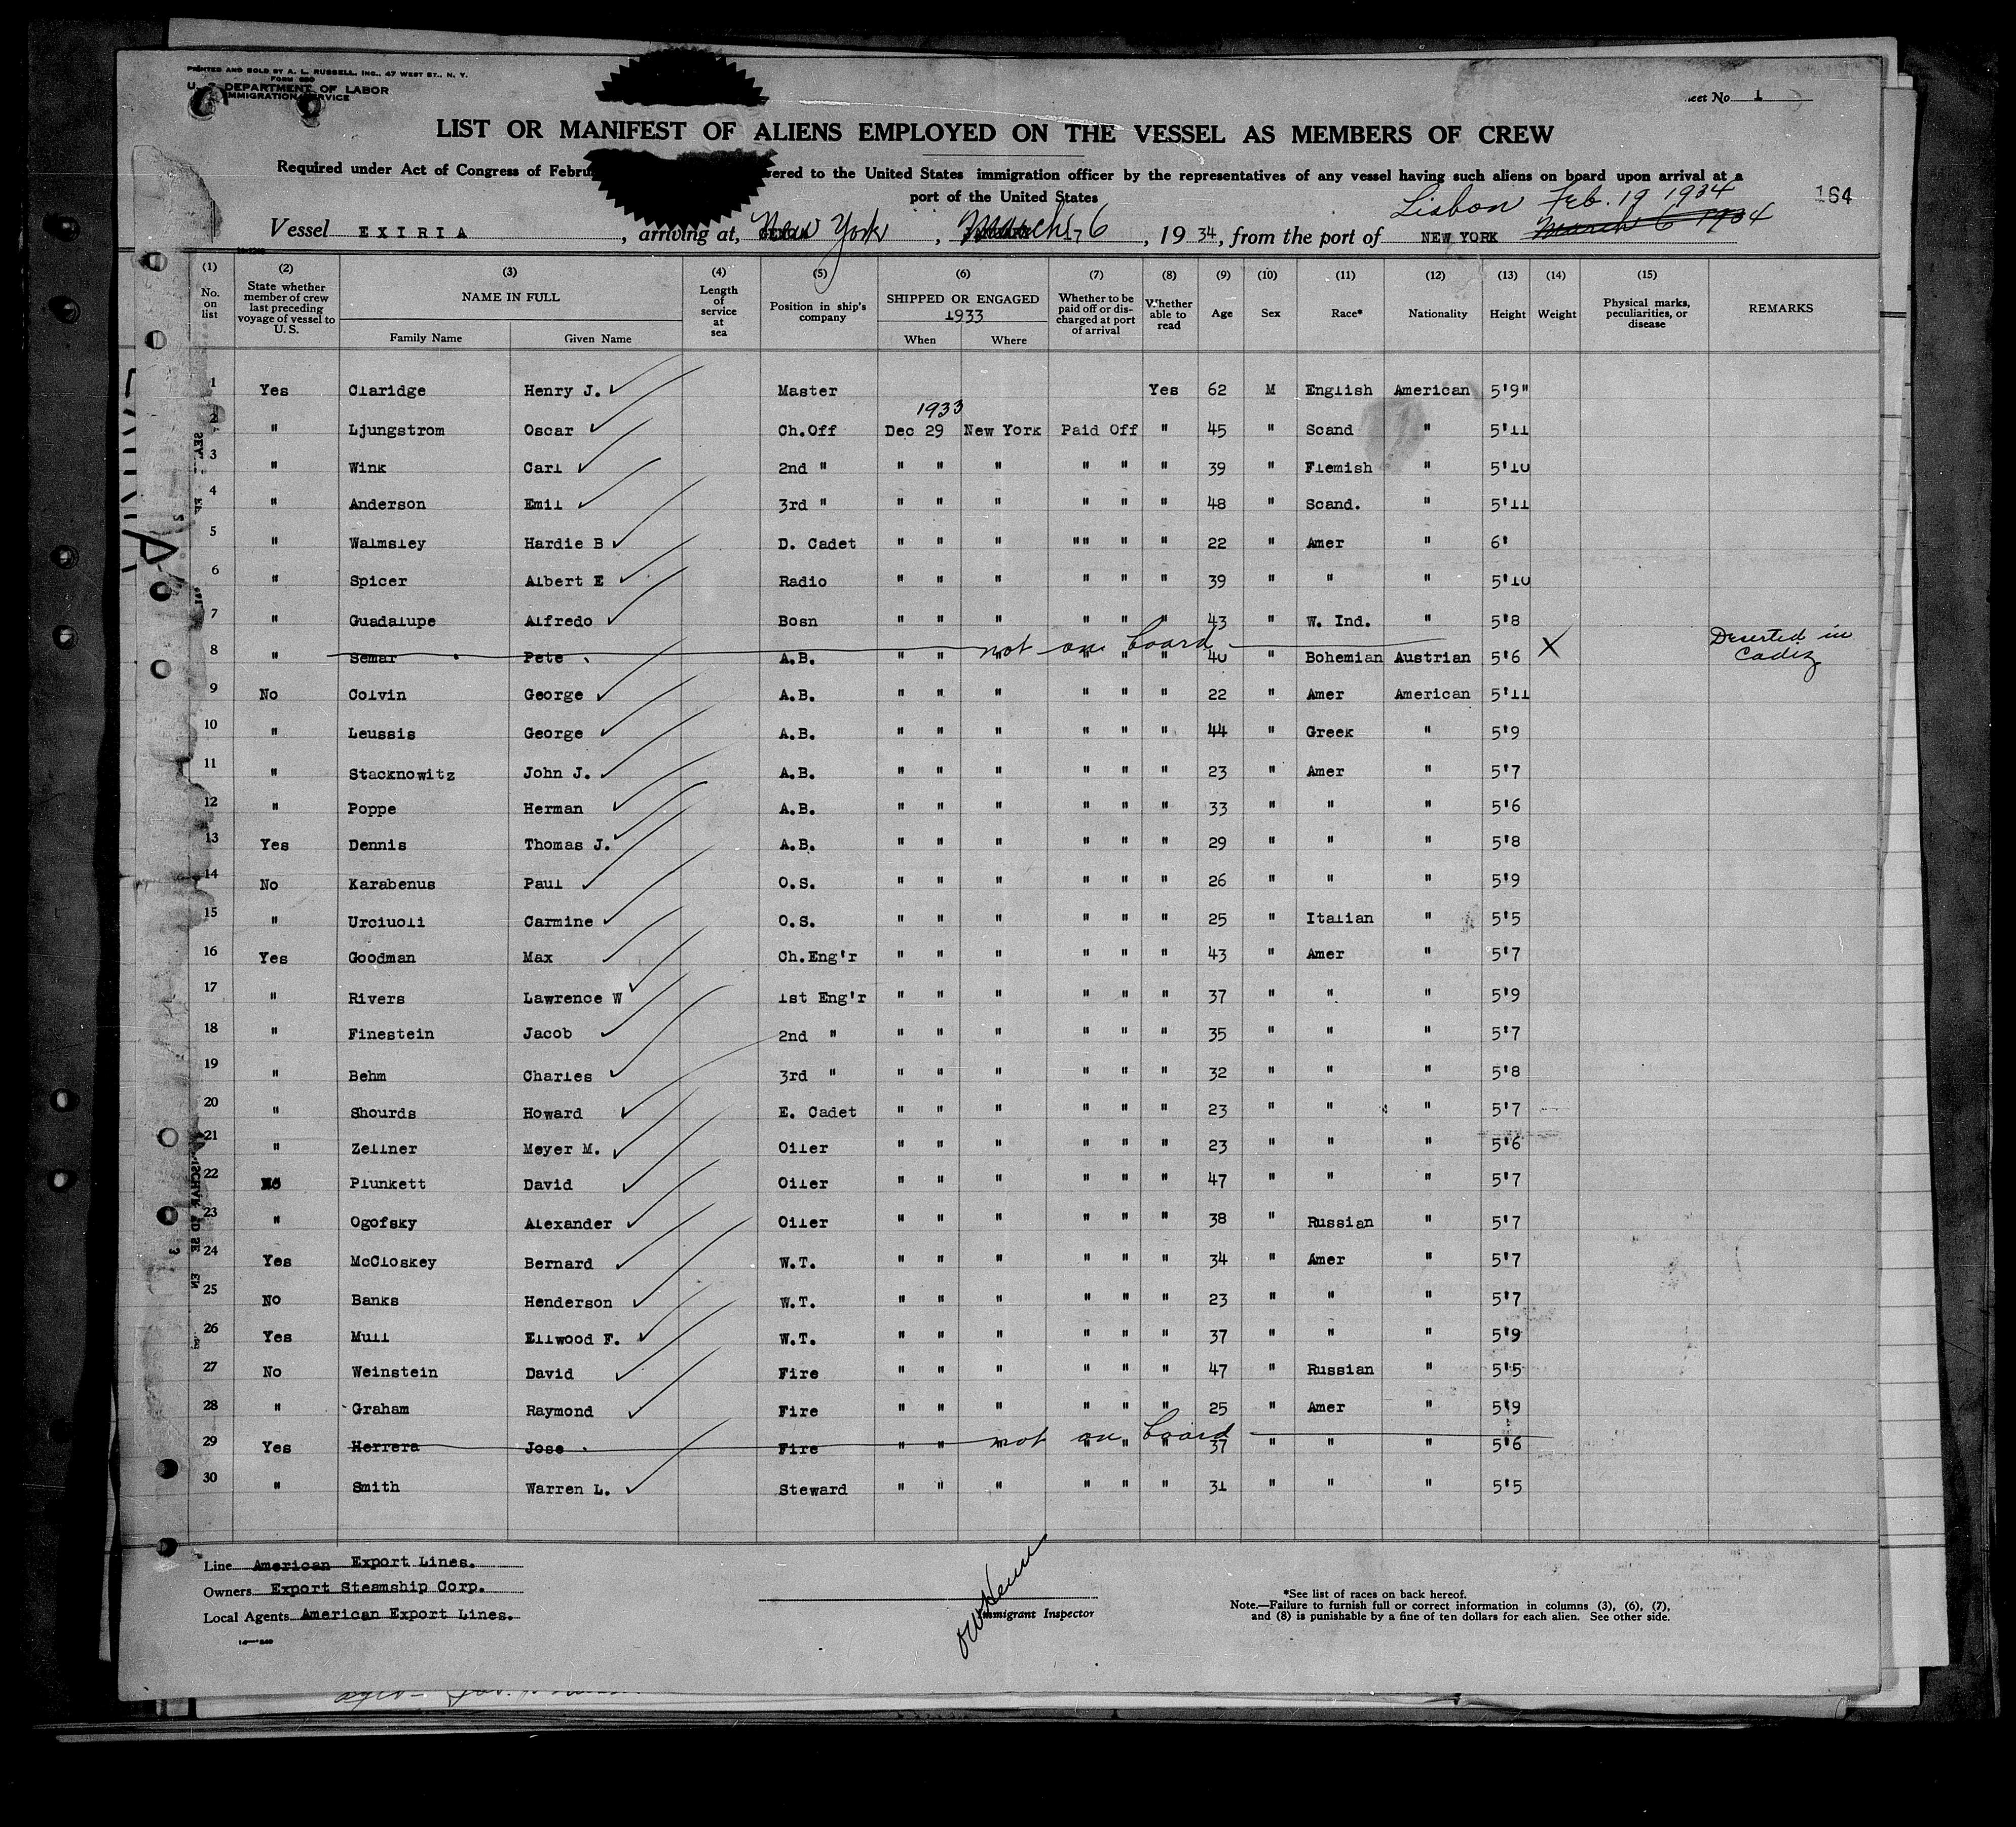 PRINTED AND SOLD BY A. L. RUSSELL, INC., 47 WEST ST., N. Y.
FORM 680
U. S. DEPARTMENT OF LABOR
IMMIGRATION SERVICE
eet No 1
LIST OR MANIFEST OF ALIENS EMPLOYED ON THE VESSEL AS MEMBERS OF CREW
Required under Act of Congress of Febru vered to the United States immigration officer by the representatives of any vessel having such aliens on board upon arrival at a
port of the United States
164
Lisbon Feb. 19 1934
Vessel EXIRIA, arriving at, New York, March 6, 1934, from the port of NEW YORK March 6 1934
(1) (2) (3) (4) (5) (6) (7) (8) (9) (10) (11) (12) (13) (14) (15)
No. on list State whether member of crew last preceding voyage of vessel to U. S. NAME IN FULL Length of service at sea Position in ship's company SHIPPED OR ENGAGED 1933 Whether to be paid off or discharged at port of arrival Whether able to read Age Sex Race* Nationality Height Weight Physical marks, peculiarities, or disease REMARKS
Family Name Given Name When Where
1 Yes Claridge Henry J. Master Yes 62 M English American 5'9"
1933
2 " Ljungstrom Oscar Ch.Off Dec 29 New York Paid Off " 45 " Scand " 5'11
3 " Wink Carl 2nd " " " " " " " 39 " Flemish " 5'10
4 " Anderson Emil 3rd " " " " " " " 48 " Scand. " 5'11
5 " Walmsley Hardie B D. Cadet " " " "" " " 22 " Amer " 6'
6 " Spicer Albert E Radio " " " " " " 39 " " " 5'10
7 " Guadalupe Alfredo Bosn " " " " " " 43 " W. Ind. " 5'8
8 " Semar Pete A.B. " " " not on board " " " 40 " Bohemian Austrian 5'6 X Deserted in Cadiz
9 No Colvin George A.B. " " " " " " 22 " Amer American 5'11
10 " Leussis George A.B. " " " " " " 44 " Greek " 5'9
11 " Stacknowitz John J. A.B. " " " " " " 23 " Amer " 5'7
12 " Poppe Herman A.B. " " " " " " 33 " " " 5'6
13 Yes Dennis Thomas J. A.B. " " " " " " 29 " " " 5'8
14 No Karabenus Paul O.S. " " " " " " 26 " " " 5'9
15 " Urciuoli Carmine O.S. " " " " " " 25 " Italian " 5'5
16 Yes Goodman Max Ch.Eng'r " " " " " " 43 " Amer " 5'7
17 " Rivers Lawrence W 1st Eng'r " " " " " " 37 " " " 5'9
18 " Finestein Jacob 2nd " " " " " " " 35 " " " 5'7
19 " Behm Charles 3rd " " " " " " " 32 " " " 5'8
20 " Shourds Howard E. Cadet " " " " " " 23 " " " 5'7
21 " Zellner Meyer M. Oiler " " " " " " 23 " " " 5'6
22 No Plunkett David Oiler " " " " " " 47 " " " 5'7
23 " Ogofsky Alexander Oiler " " " " " " 38 " Russian " 5'7
24 Yes McCloskey Bernard W.T. " " " " " " 34 " Amer " 5'7
25 No Banks Henderson W.T. " " " " " " 23 " " " 5'7
26 Yes Mull Ellwood F. W.T. " " " " " " 37 " " " 5'9
27 No Weinstein David Fire " " " " " " 47 " Russian " 5'5
28 " Graham Raymond Fire " " " " " " 25 " Amer " 5'9
29 Yes Herrera Jose Fire " " " not on board " " " 37 " " " 5'6
30 " Smith Warren L. Steward " " " " " " 31 " " " 5'5
Line American Export Lines.
Owners Export Steamship Corp.
Local Agents American Export Lines.
Immigrant Inspector
*See list of races on back hereof.
Note.—Failure to furnish full or correct information in columns (3), (6), (7),
and (8) is punishable by a fine of ten dollars for each alien. See other side.